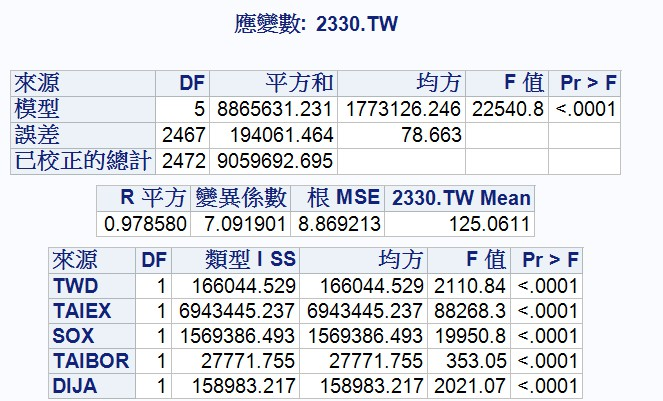 應變數: 2330.TW
來源 DF 平方和 均方 F 值 Pr > F
模型 5 8865631.231 1773126.246 22540.8 <.0001
誤差 2467 194061.464 78.663
已校正的總計 2472 9059692.695
R 平方 變異係數 根 MSE 2330.TW Mean
0.978580 7.091901 8.869213 125.0611
來源 DF 類型 I SS 均方 F 值 Pr > F
TWD 1 166044.529 166044.529 2110.84 <.0001
TAIEX 1 6943445.237 6943445.237 88268.3 <.0001
SOX 1 1569386.493 1569386.493 19950.8 <.0001
TAIBOR 1 27771.755 27771.755 353.05 <.0001
DIJA 1 158983.217 158983.217 2021.07 <.0001